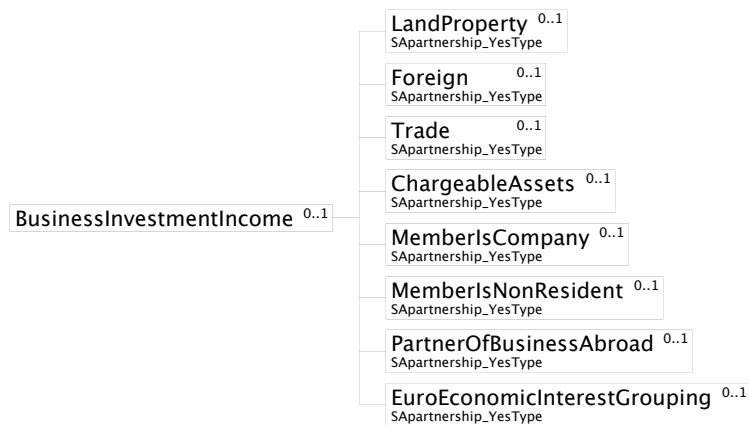 LandProperty 0..1
SApartnership_YesType
Foreign 0..1
SApartnership_YesType
Trade 0..1
SApartnership_YesType
ChargeableAssets 0..1
SApartnership_YesType
BusinessInvestmentIncome 0..1
MemberIsCompany 0..1
SApartnership_YesType
MemberIsNonResident 0..1
SApartnership_YesType
PartnerOfBusinessAbroad 0..1
SApartnership_YesType
EuroEconomicInterestGrouping 0..1
SApartnership_YesType